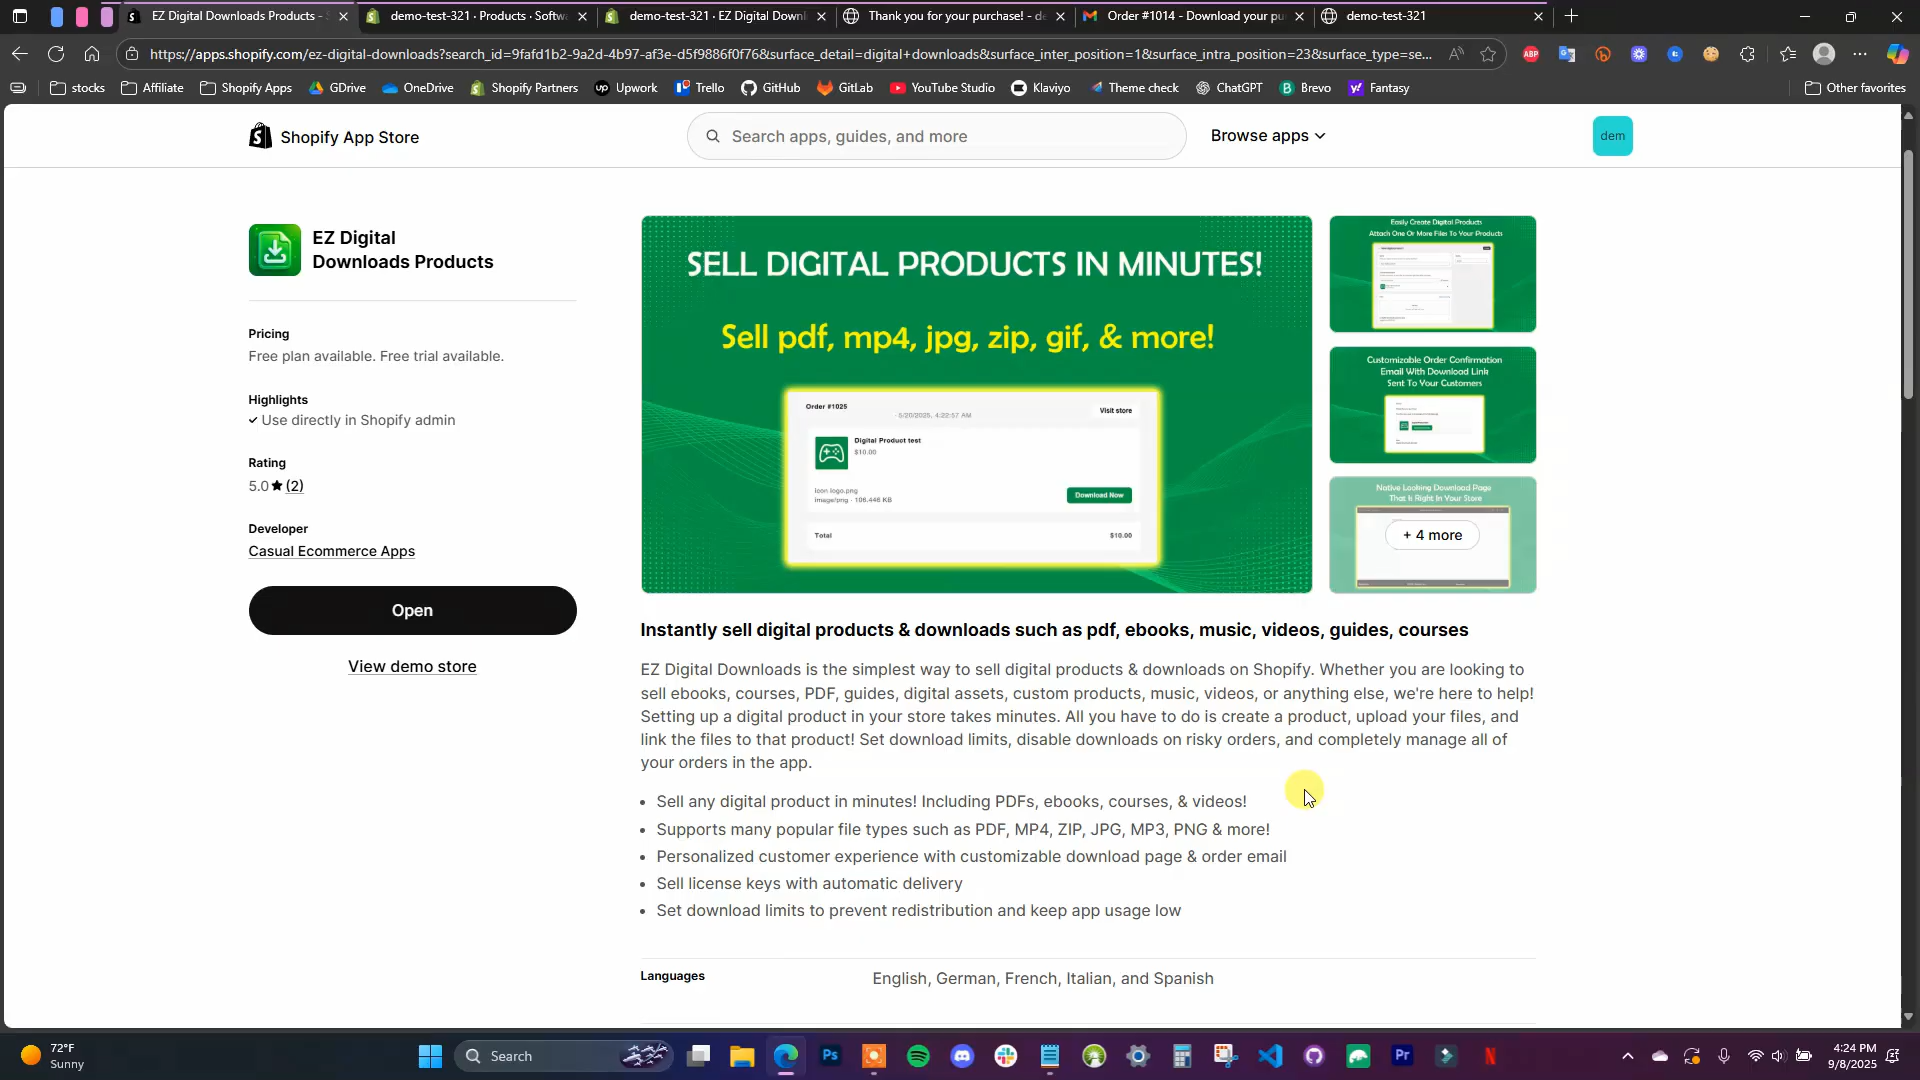 EZ Digital Downloads Products - S
demo-test-321 · Products · Softw
demo-test-321 · EZ Digital Downl
Thank you for your purchase! - de
Order #1014 - Download your pu
demo-test-321
https://apps.shopify.com/ez-digital-downloads?search_id=9fafd1b2-9a2d-4b97-af3e-d5f9886f0f76&surface_detail=digital+downloads&surface_inter_position=1&surface_intra_position=23&surface_type=se...
stocks
Affiliate
Shopify Apps
GDrive
OneDrive
Shopify Partners
Upwork
Trello
GitHub
GitLab
YouTube Studio
Klaviyo
Theme check
ChatGPT
Brevo
Fantasy
Other favorites
Shopify App Store
Search apps, guides, and more
Browse apps
dem
EZ Digital
Downloads Products
Pricing
Free plan available. Free trial available.
Highlights
Use directly in Shopify admin
Rating
5.0★ (2)
Developer
Casual Ecommerce Apps
Open
View demo store
SELL DIGITAL PRODUCTS IN MINUTES!
Sell pdf, mp4, jpg, zip, gif, & more!
Order #1025
5/20/2025, 4:22:57 AM
Visit store
Digital Product test
$10.00
icon logo.png
image/png - 106.446 KB
Download Now
Total
$10.00
Easily Create Digital Products
Attach One Or More Files To Your Products
Customizable Order Confirmation
Email With Download Link
Sent To Your Customers
Native Looking Download Page
That Is Right In Your Store
+ 4 more
Instantly sell digital products & downloads such as pdf, ebooks, music, videos, guides, courses
EZ Digital Downloads is the simplest way to sell digital products & downloads on Shopify. Whether you are looking to
sell ebooks, courses, PDF, guides, digital assets, custom products, music, videos, or anything else, we're here to help!
Setting up a digital product in your store takes minutes. All you have to do is create a product, upload your files, and
link the files to that product! Set download limits, disable downloads on risky orders, and completely manage all of
your orders in the app.
Sell any digital product in minutes! Including PDFs, ebooks, courses, & videos!
Supports many popular file types such as PDF, MP4, ZIP, JPG, MP3, PNG & more!
Personalized customer experience with customizable download page & order email
Sell license keys with automatic delivery
Set download limits to prevent redistribution and keep app usage low
Languages
English, German, French, Italian, and Spanish
72°F
Sunny
Search
4:24 PM
9/8/2025